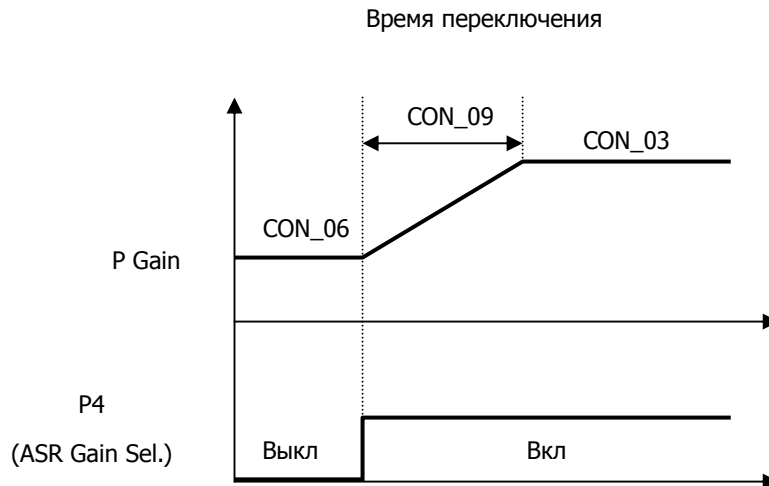 Время переключения
CON_09
CON_03
CON_06
P Gain
P4
(ASR Gain Sel.)
Выкл
Вкл